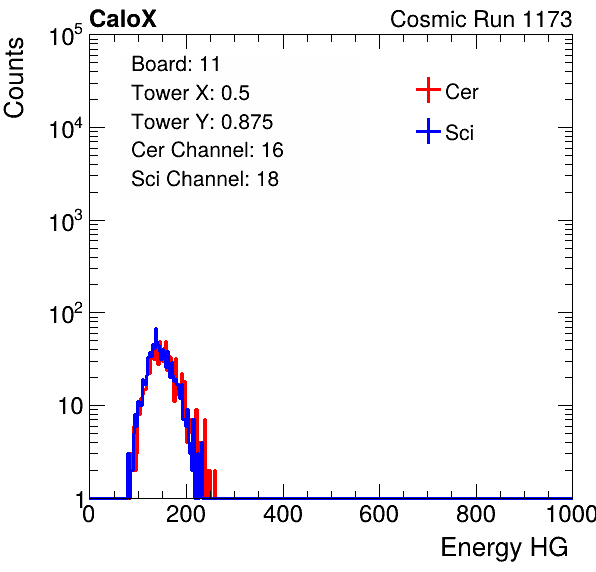 CaloX Cosmic Run 1173
Counts
Board: 11
Tower X: 0.5
Tower Y: 0.875
Cer Channel: 16
Sci Channel: 18
Cer
Sci
10^5
10^4
10^3
10^2
10
1
0 200 400 600 800 1000
Energy HG